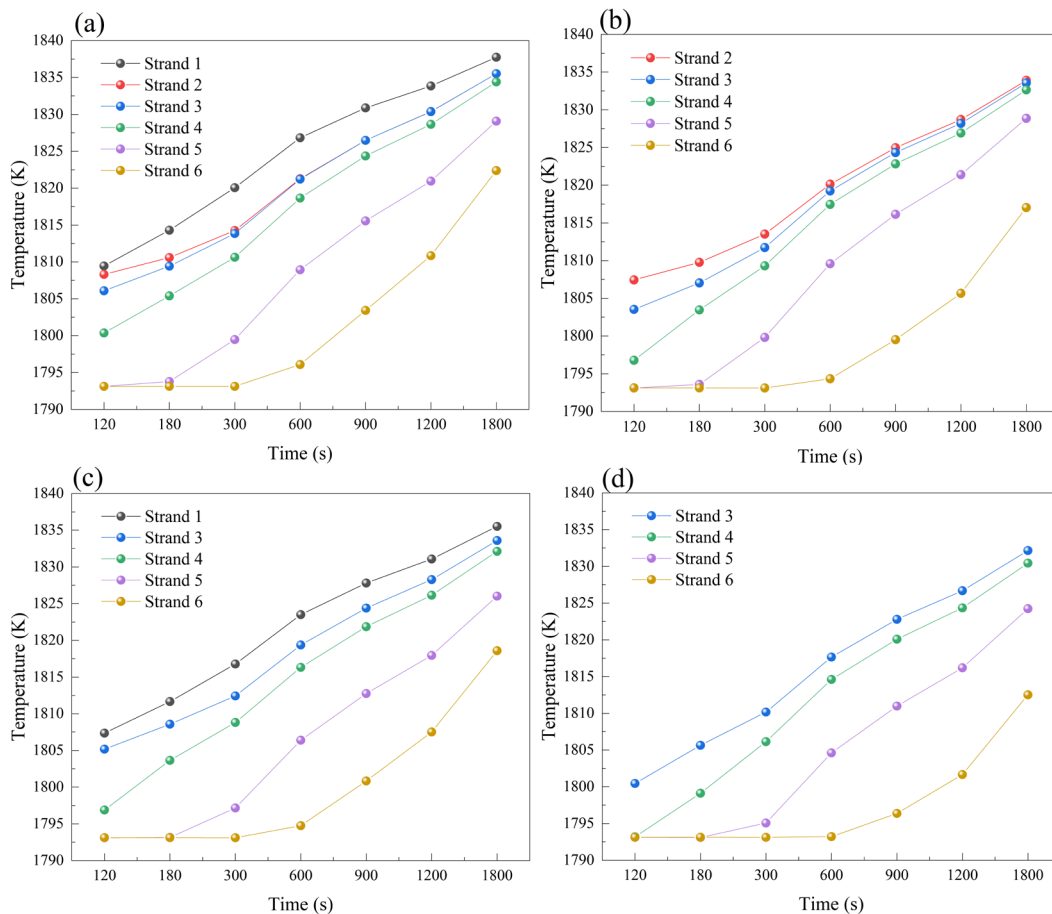 (a)
Strand 1
Strand 2
Strand 3
Strand 4
Strand 5
Strand 6
Temperature (K)
1840
1835
1830
1825
1820
1815
1810
1805
1800
1795
1790
120 180 300 600 900 1200 1800
Time (s)
(b)
Strand 2
Strand 3
Strand 4
Strand 5
Strand 6
Temperature (K)
1840
1835
1830
1825
1820
1815
1810
1805
1800
1795
1790
120 180 300 600 900 1200 1800
Time (s)
(c)
Strand 1
Strand 3
Strand 4
Strand 5
Strand 6
Temperature (K)
1840
1835
1830
1825
1820
1815
1810
1805
1800
1795
1790
120 180 300 600 900 1200 1800
Time (s)
(d)
Strand 3
Strand 4
Strand 5
Strand 6
Temperature (K)
1840
1835
1830
1825
1820
1815
1810
1805
1800
1795
1790
120 180 300 600 900 1200 1800
Time (s)